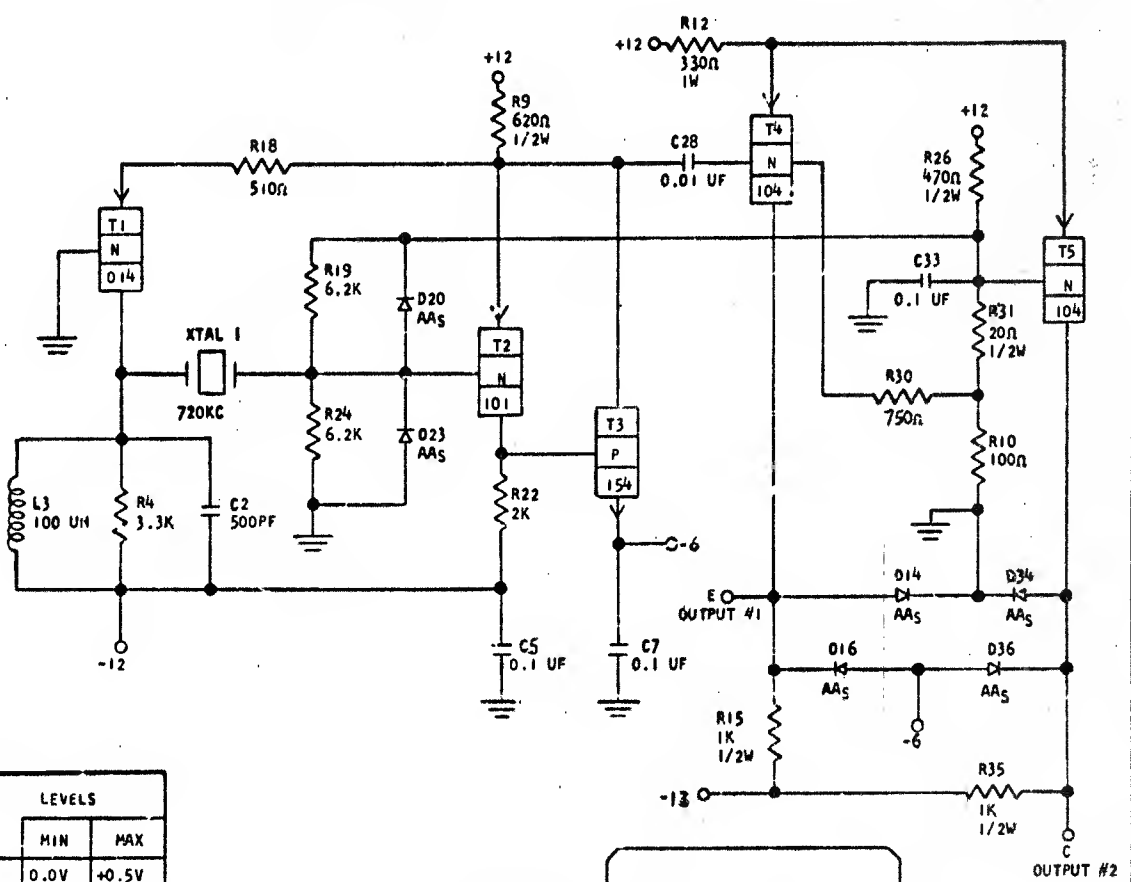 R12
+12
330Ω
1W
+12
R9
620Ω
1/2W
T4
N
104
+12
R18
510Ω
C28
0.01 UF
R26
470Ω
1/2W
T1
N
014
T5
N
104
C33
0.1 UF
R19
6.2K
D20
AAS
R31
20Ω
1/2W
XTAL 1
720KC
T2
N
101
R30
750Ω
R24
6.2K
D23
AAS
T3
P
154
R10
100Ω
L3
100 UH
R4
3.3K
C2
500PF
R22
2K
-6
E
OUTPUT #1
D14
AAS
D34
AAS
-12
C5
0.1 UF
C7
0.1 UF
D16
AAS
D36
AAS
-6
R15
1K
1/2W
R35
1K
1/2W
C
OUTPUT #2
LEVELS
MIN MAX
0.0V +0.5V